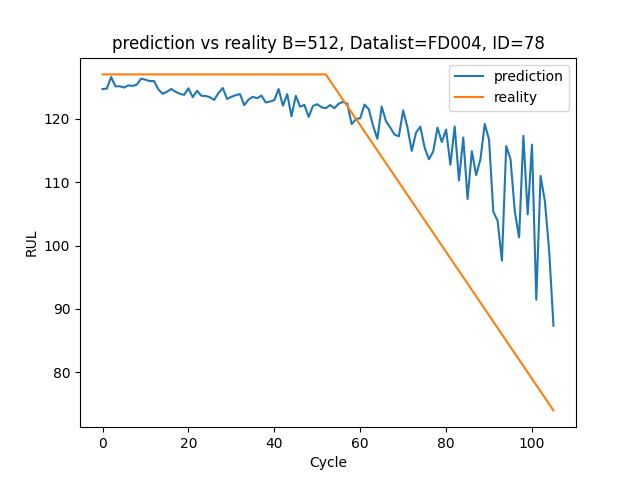 prediction vs reality B=512, Datalist=FD004, ID=78
prediction
reality
120
110
100
90
80
RUL
0 20 40 60 80 100
Cycle